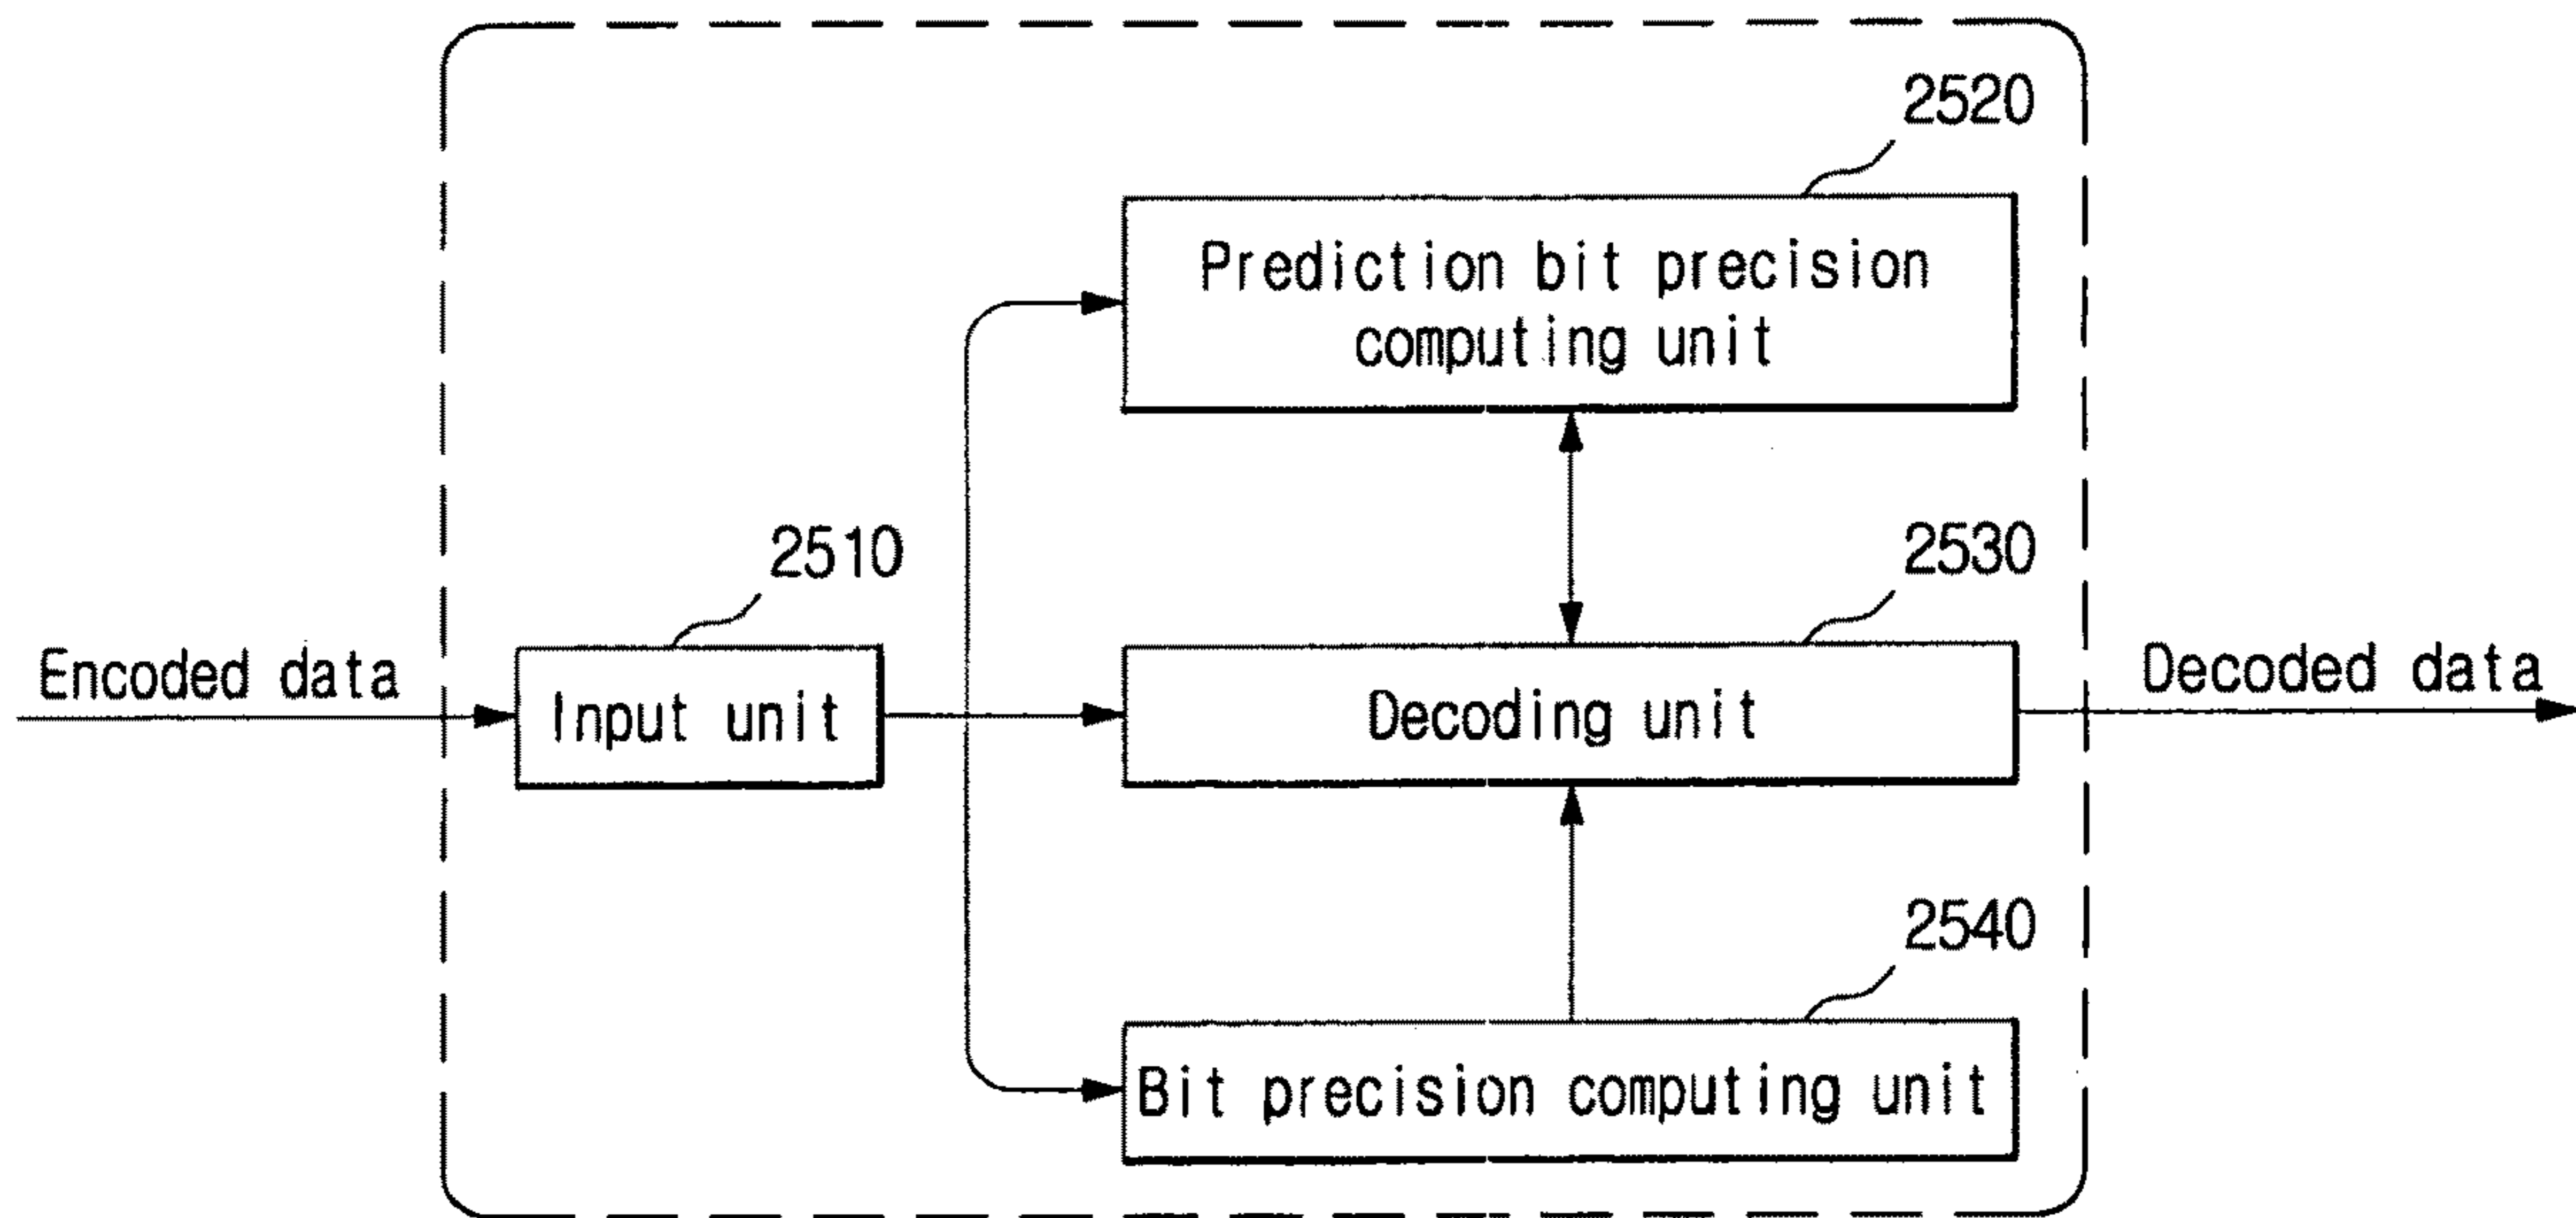 2520
Prediction bit precision
computing unit
2510
2530
Encoded data
Input unit
Decoding unit
Decoded data
2540
Bit precision computing unit